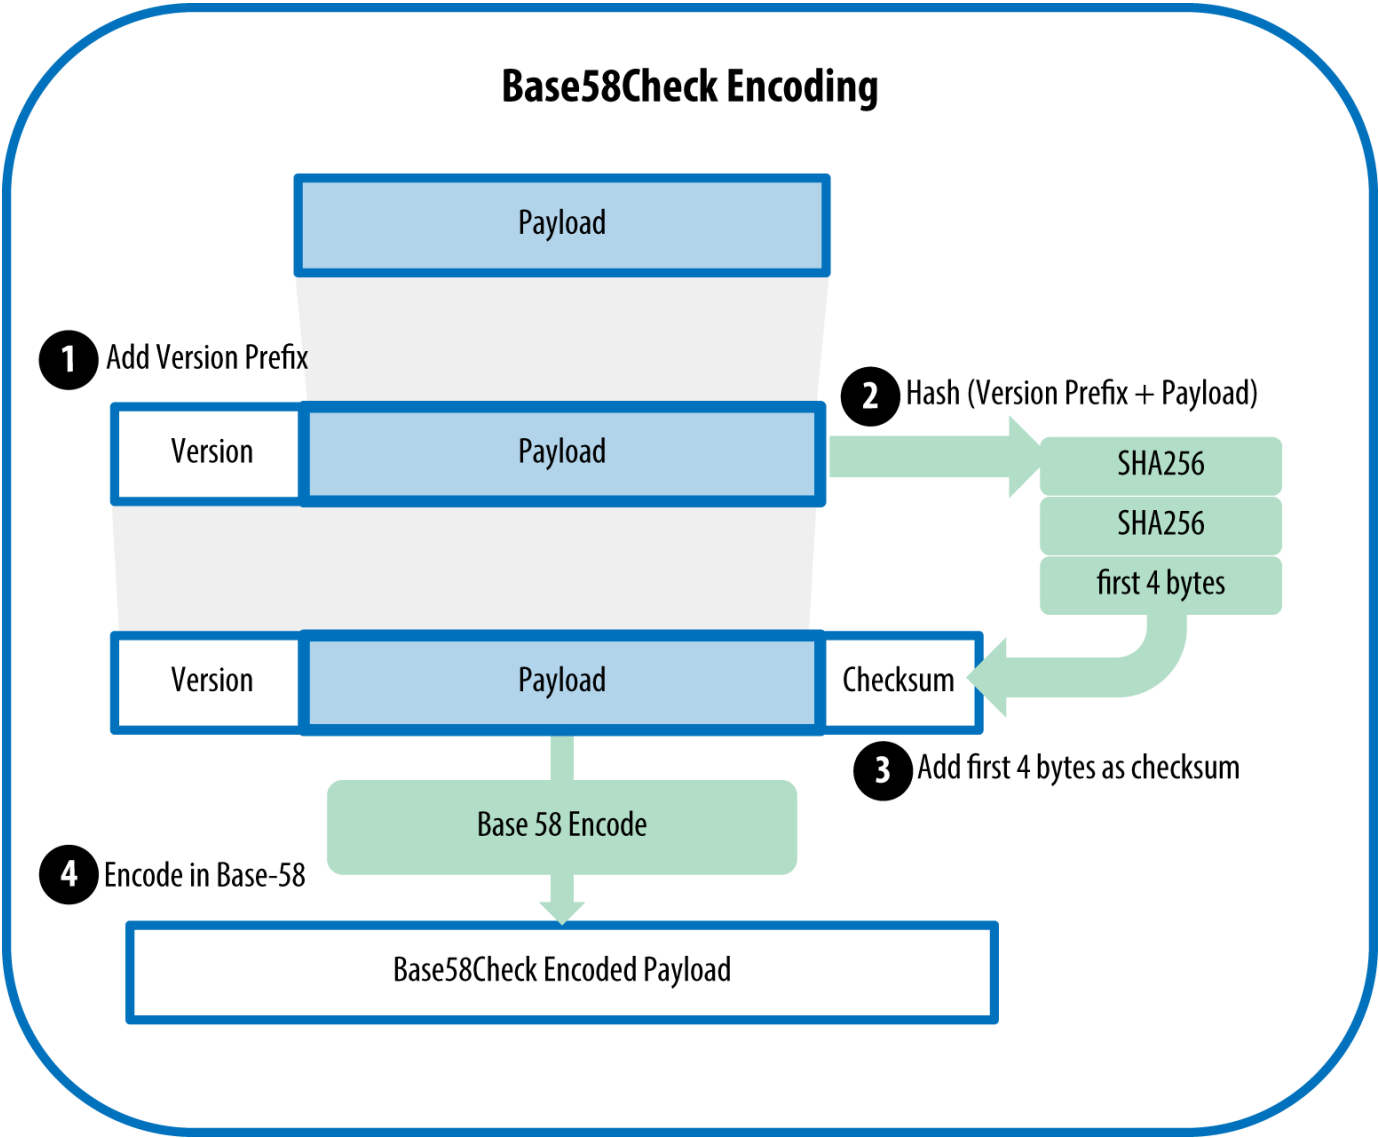 Base58Check Encoding
Payload
1 Add Version Prefix
2 Hash (Version Prefix + Payload)
Version Payload
SHA256
SHA256
first 4 bytes
Version Payload Checksum
3 Add first 4 bytes as checksum
Base 58 Encode
4 Encode in Base-58
Base58Check Encoded Payload